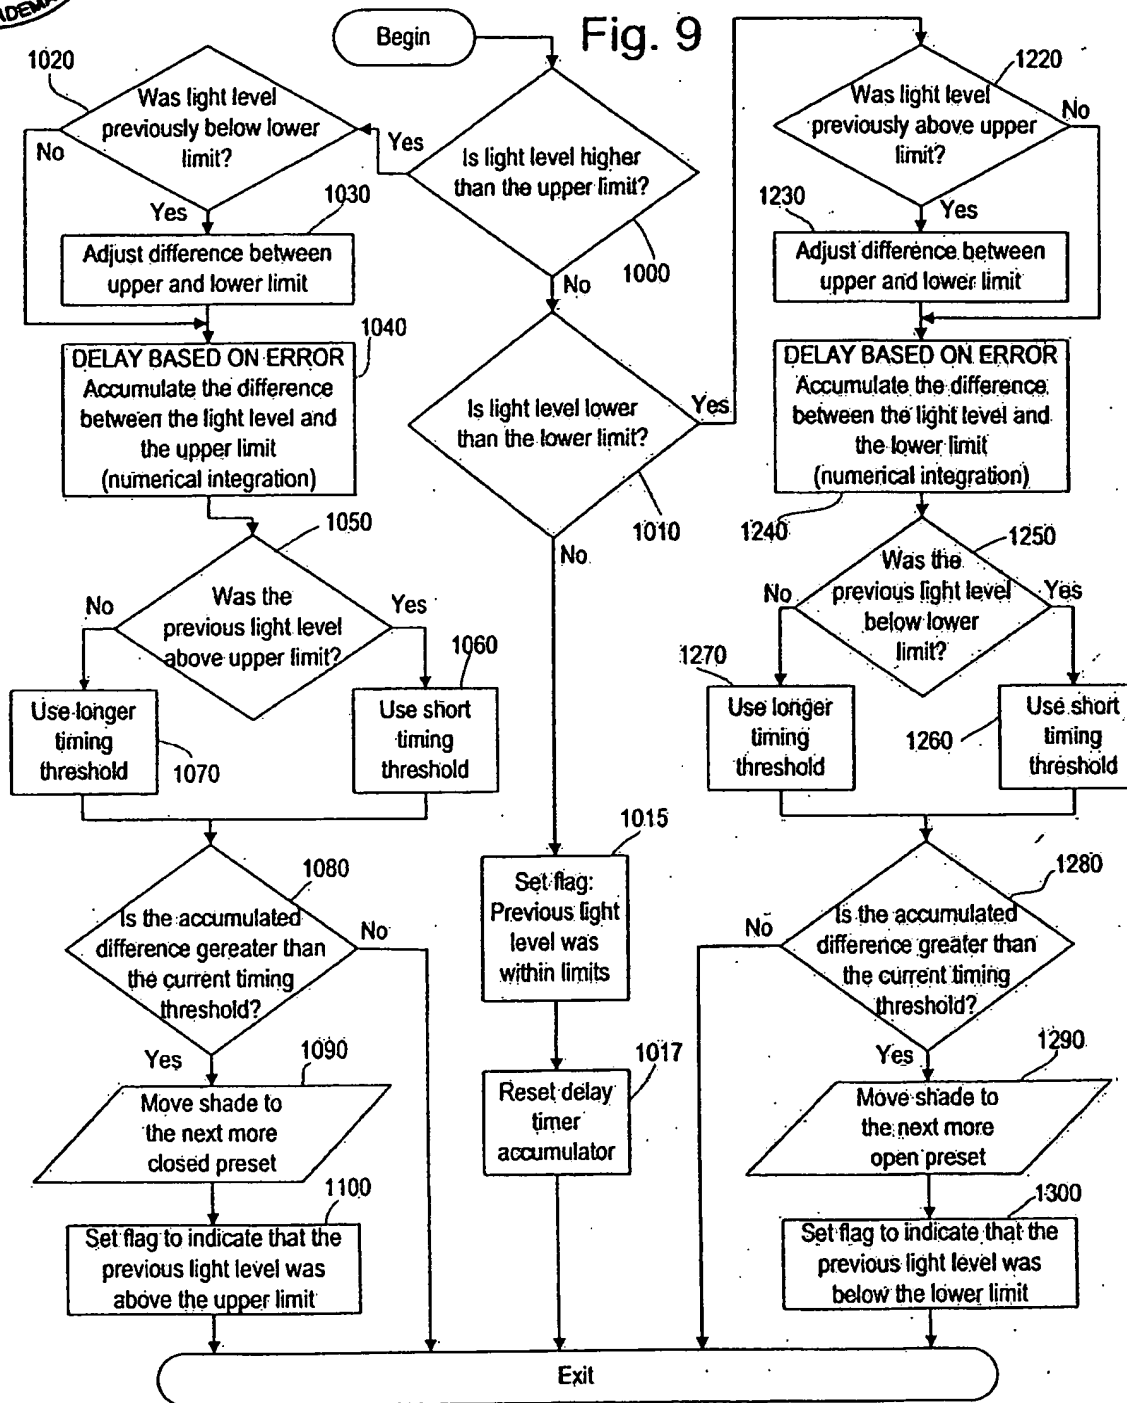 ADEMA
Fig. 9
Begin
Is light level higher
than the upper limit?
1000
Yes
No
1020
Was light level
previously below lower
limit?
No
Yes
1030
Adjust difference between
upper and lower limit
1040
DELAY BASED ON ERROR
Accumulate the difference
between the light level and
the upper limit
(numerical integration)
1050
Was the
previous light level
above upper limit?
No
Yes
1060
Use short
timing
threshold
Use longer
timing
threshold
1070
1080
Is the accumulated
difference gereater than
the current timing
threshold?
No
Yes
1090
Move shade to
the next more
closed preset
1100
Set flag to indicate that the
previous light level was
above the upper limit
Is light level lower
than the lower limit?
1010
Yes
No
1015
Set flag:
Previous light
level was
within limits
1017
Reset delay
timer
accumulator
1220
Was light level
previously above upper
limit?
No
Yes
1230
Adjust difference between
upper and lower limit
DELAY BASED ON ERROR
Accumulate the difference
between the light level and
the lower limit
(numerical integration)
1240
1250
Was the
previous light level
below lower
limit?
No
Yes
1270
Use longer
timing
threshold
1260
Use short
timing
threshold
1280
Is the accumulated
difference greater than
the current timing
threshold?
No
Yes
1290
Move shade to
the next more
open preset
1300
Set flag to indicate that the
previous light level was
below the lower limit
Exit